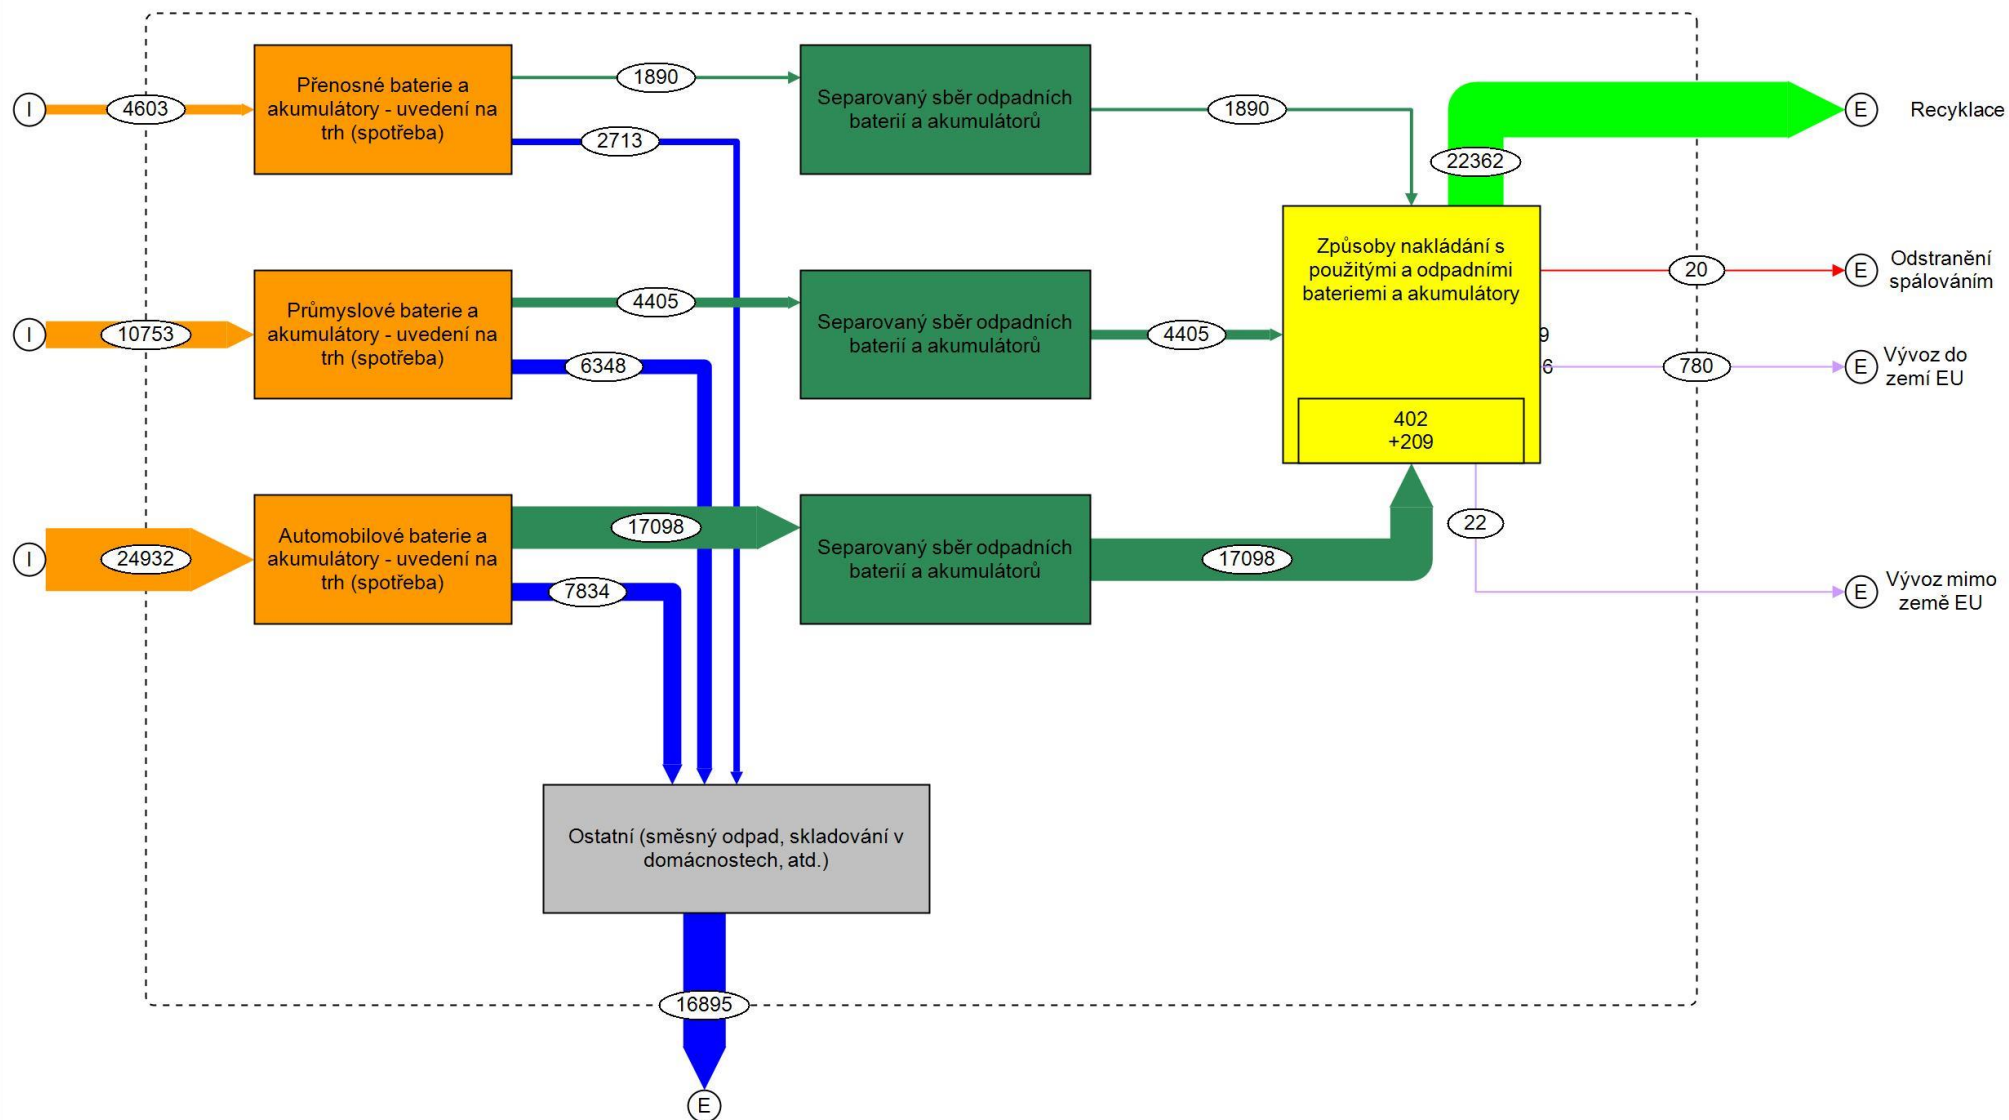 I
4603
Přenosné baterie a
akumulátory - uvedení na
trh (spotřeba)
1890
2713
Separovaný sběr odpadních
baterií a akumulátorů
1890
22362
E
Recyklace
I
10753
Průmyslové baterie a
akumulátory - uvedení na
trh (spotřeba)
4405
6348
Separovaný sběr odpadních
baterií a akumulátorů
4405
Způsoby nakládání s
použitými a odpadními
bateriemi a akumulátory
402
+209
20
E
Odstranění
spálováním
9
6
780
E
Vývoz do
zemí EU
I
24932
Automobilové baterie a
akumulátory - uvedení na
trh (spotřeba)
17098
7834
Separovaný sběr odpadních
baterií a akumulátorů
17098
22
E
Vývoz mimo
země EU
Ostatní (směsný odpad, skladování v
domácnostech, atd.)
16895
E